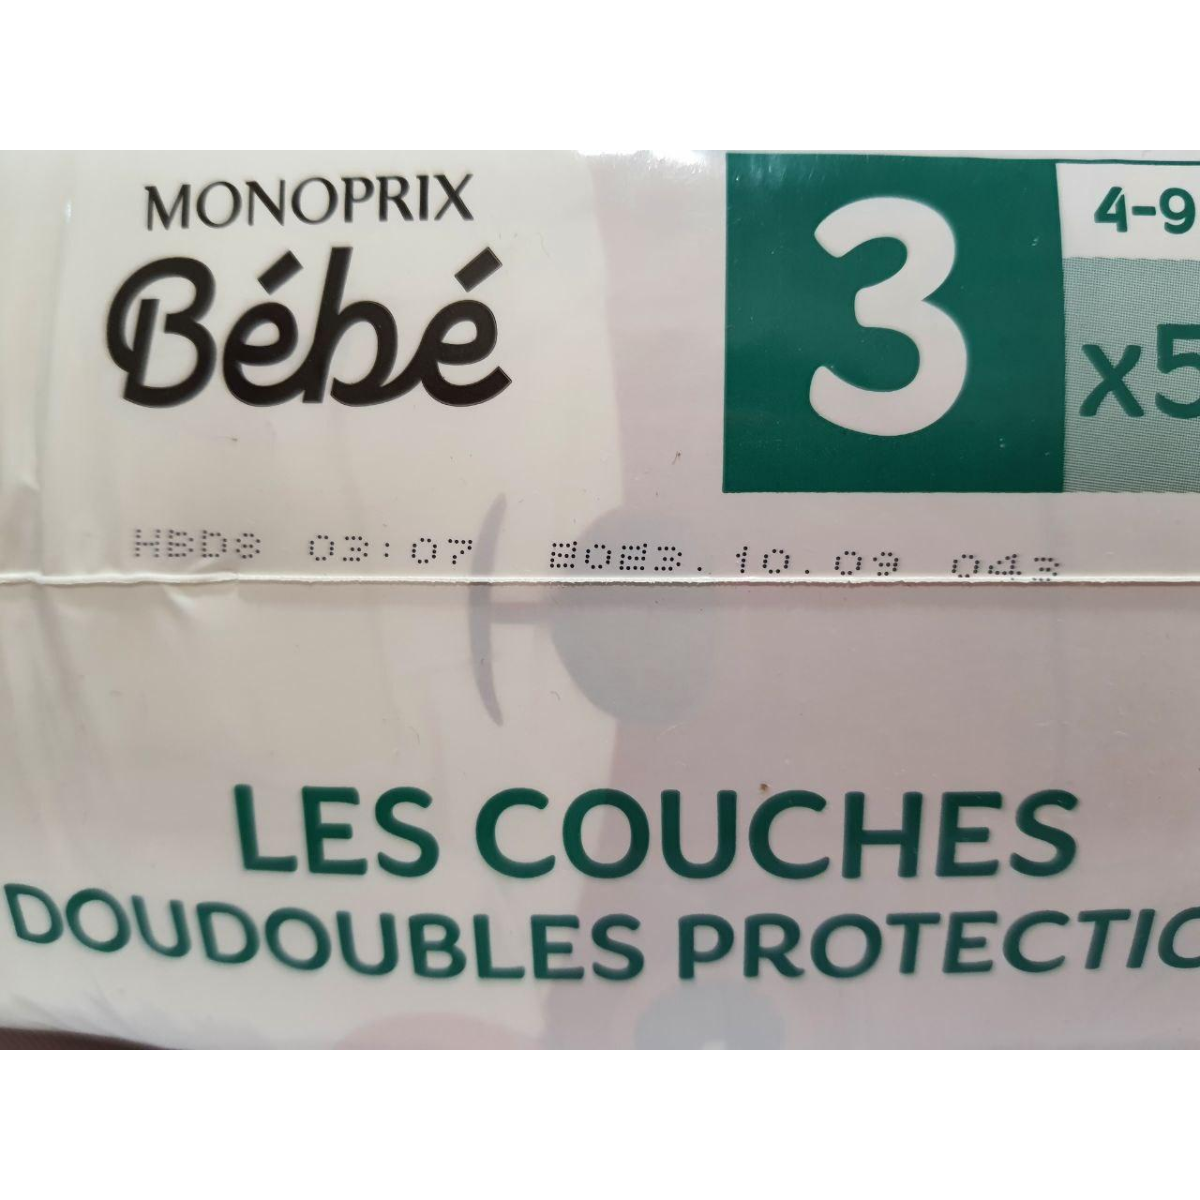 MONOPRIX
Bébé
3
4-9
x5
HBD8 03:07 2023.10.09 043
LES COUCHES
DOUDOUBLES PROTECTIO